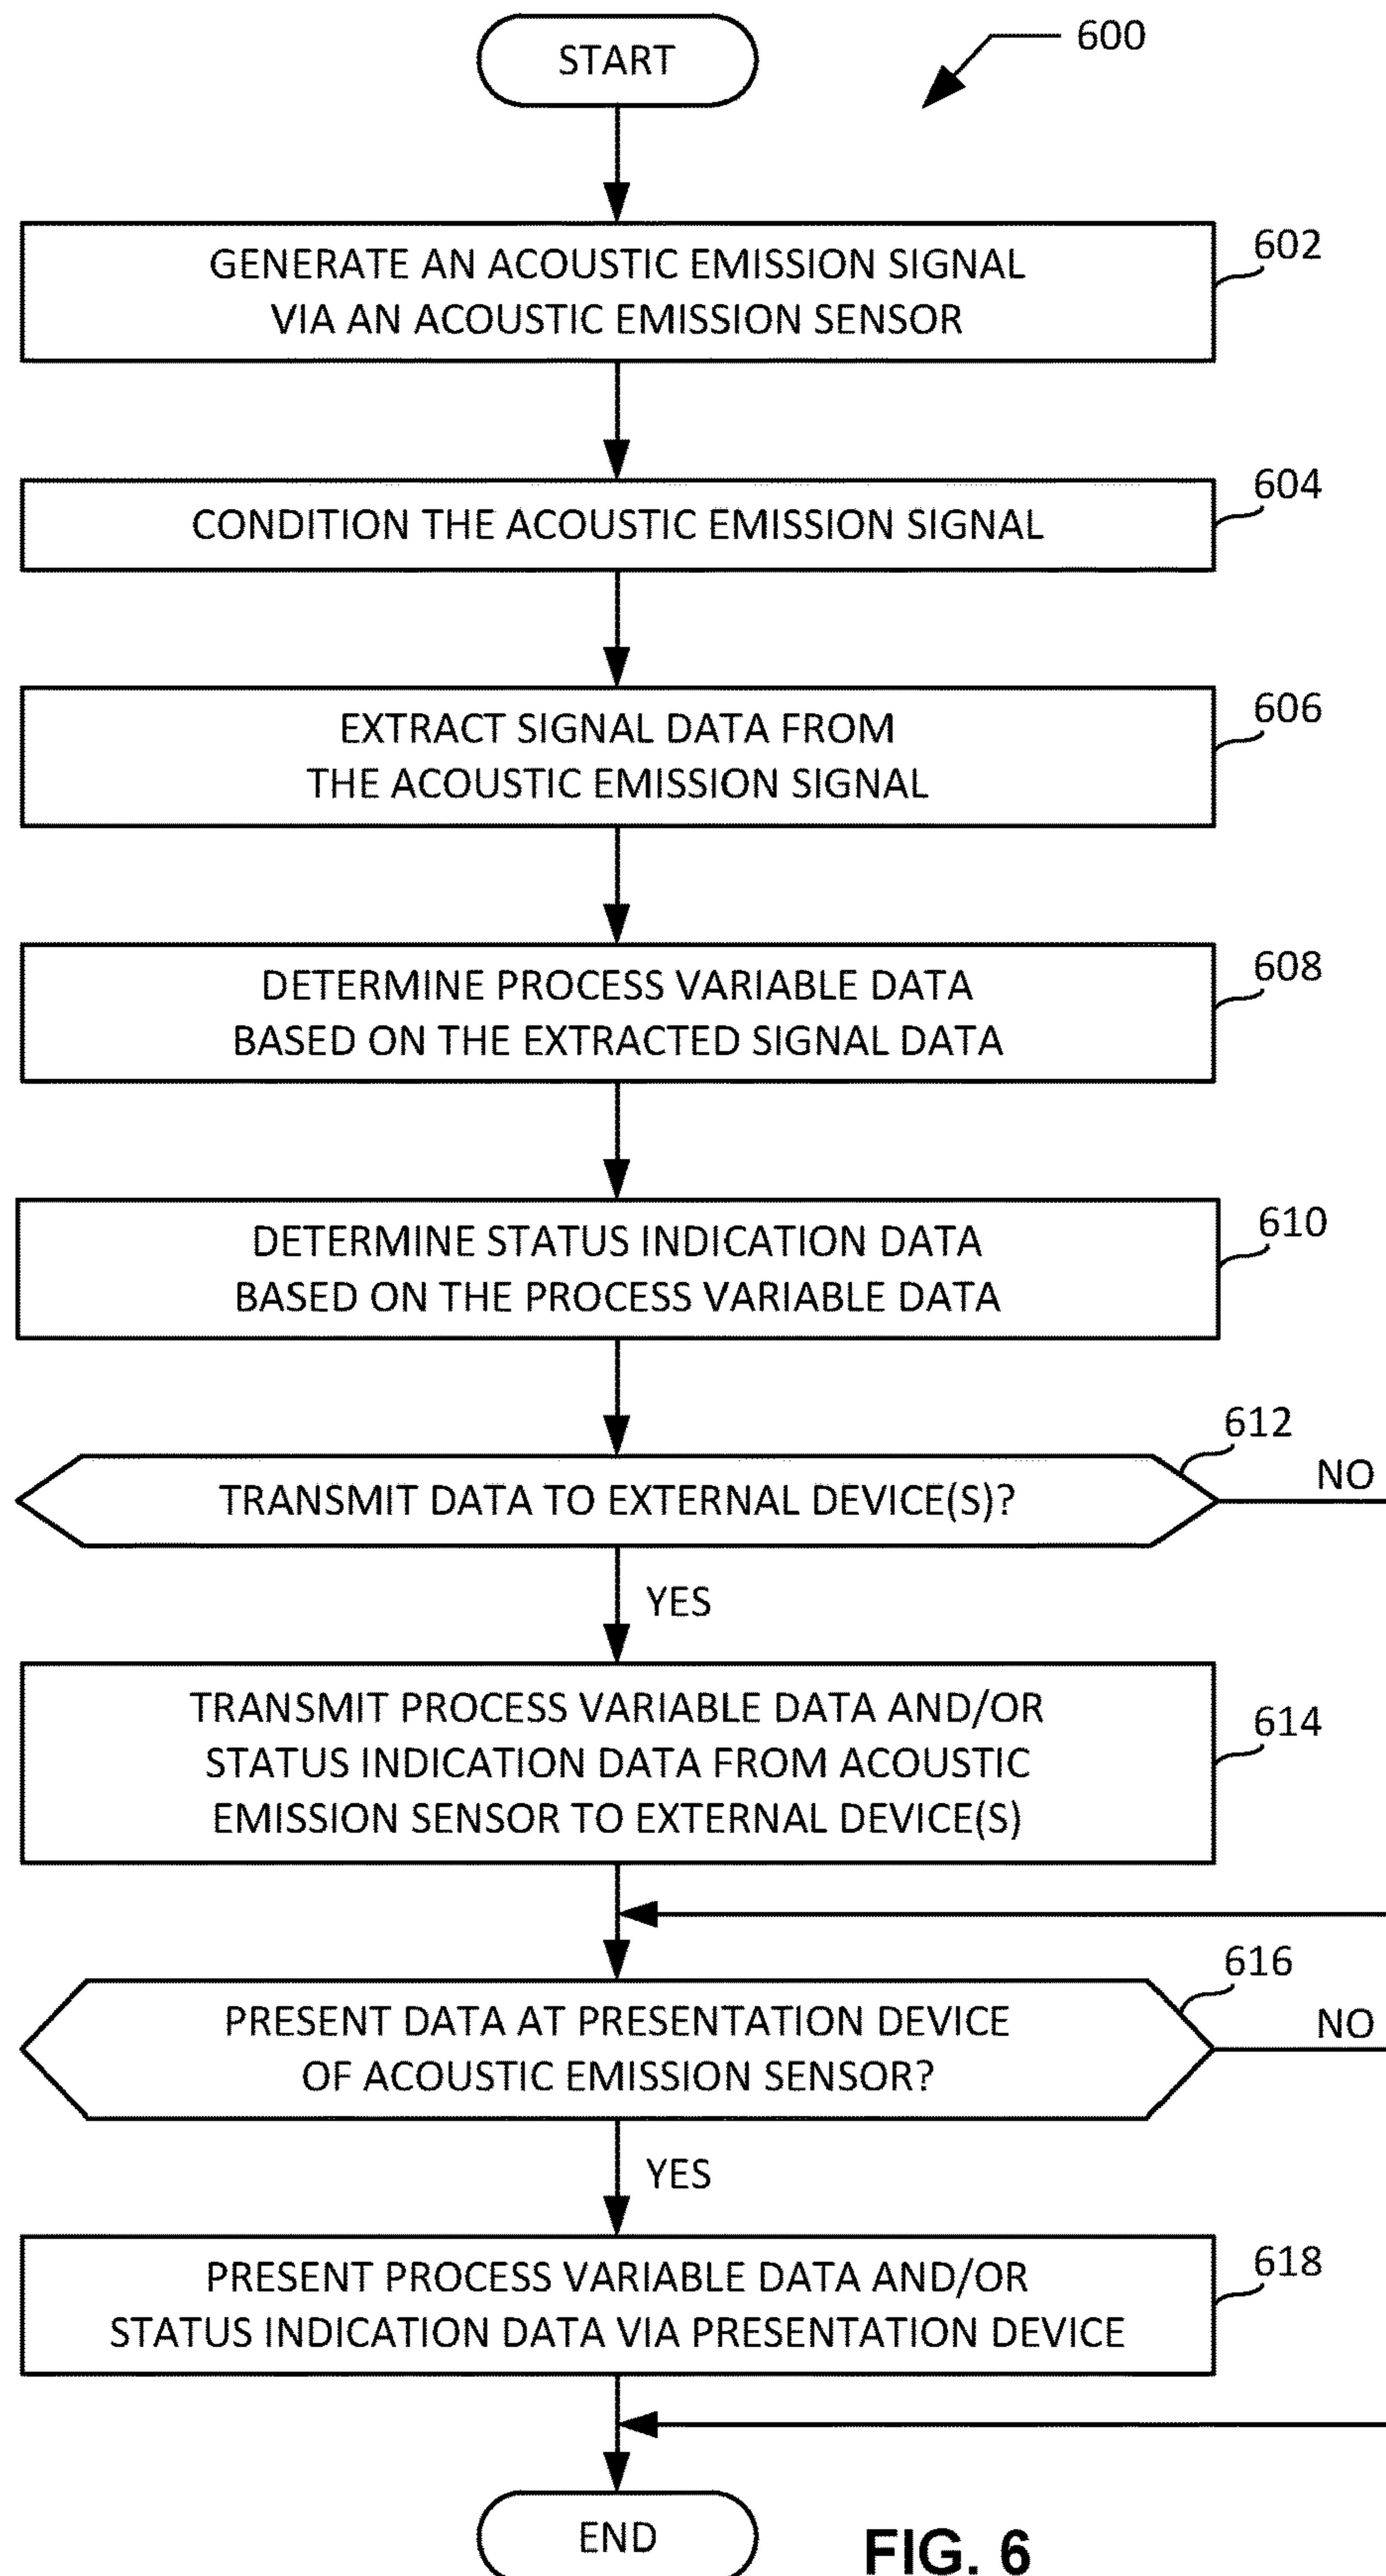 START
600
GENERATE AN ACOUSTIC EMISSION SIGNAL
VIA AN ACOUSTIC EMISSION SENSOR
602
CONDITION THE ACOUSTIC EMISSION SIGNAL
604
EXTRACT SIGNAL DATA FROM
THE ACOUSTIC EMISSION SIGNAL
606
DETERMINE PROCESS VARIABLE DATA
BASED ON THE EXTRACTED SIGNAL DATA
608
DETERMINE STATUS INDICATION DATA
BASED ON THE PROCESS VARIABLE DATA
610
TRANSMIT DATA TO EXTERNAL DEVICE(S)?
612
NO
YES
TRANSMIT PROCESS VARIABLE DATA AND/OR
STATUS INDICATION DATA FROM ACOUSTIC
EMISSION SENSOR TO EXTERNAL DEVICE(S)
614
PRESENT DATA AT PRESENTATION DEVICE
OF ACOUSTIC EMISSION SENSOR?
616
NO
YES
PRESENT PROCESS VARIABLE DATA AND/OR
STATUS INDICATION DATA VIA PRESENTATION DEVICE
618
END
FIG. 6